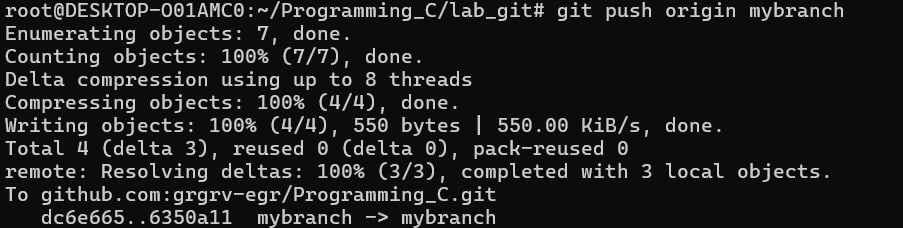 root@DESKTOP-O01AMC0:~/Programming_C/lab_git# git push origin mybranch
Enumerating objects: 7, done.
Counting objects: 100% (7/7), done.
Delta compression using up to 8 threads
Compressing objects: 100% (4/4), done.
Writing objects: 100% (4/4), 550 bytes | 550.00 KiB/s, done.
Total 4 (delta 3), reused 0 (delta 0), pack-reused 0
remote: Resolving deltas: 100% (3/3), completed with 3 local objects.
To github.com:grgrv-egr/Programming_C.git
   dc6e665..6350a11  mybranch -> mybranch